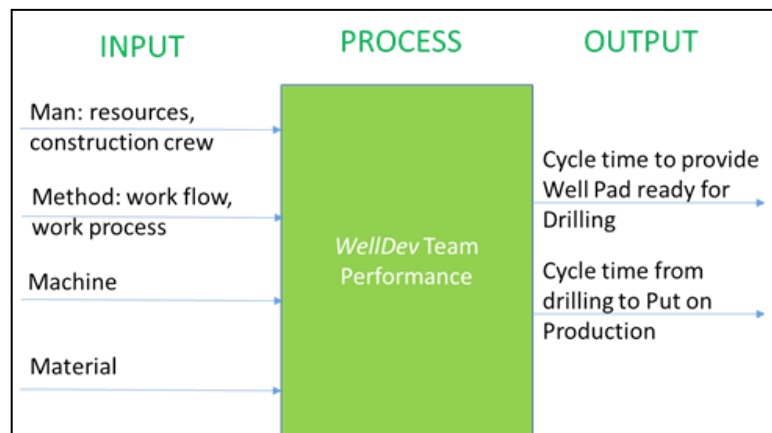 INPUT
PROCESS
OUTPUT
Man: resources,
construction crew
Method: work flow,
work process
Machine
Material
WellDev Team
Performance
Cycle time to provide
Well Pad ready for
Drilling
Cycle time from
drilling to Put on
Production